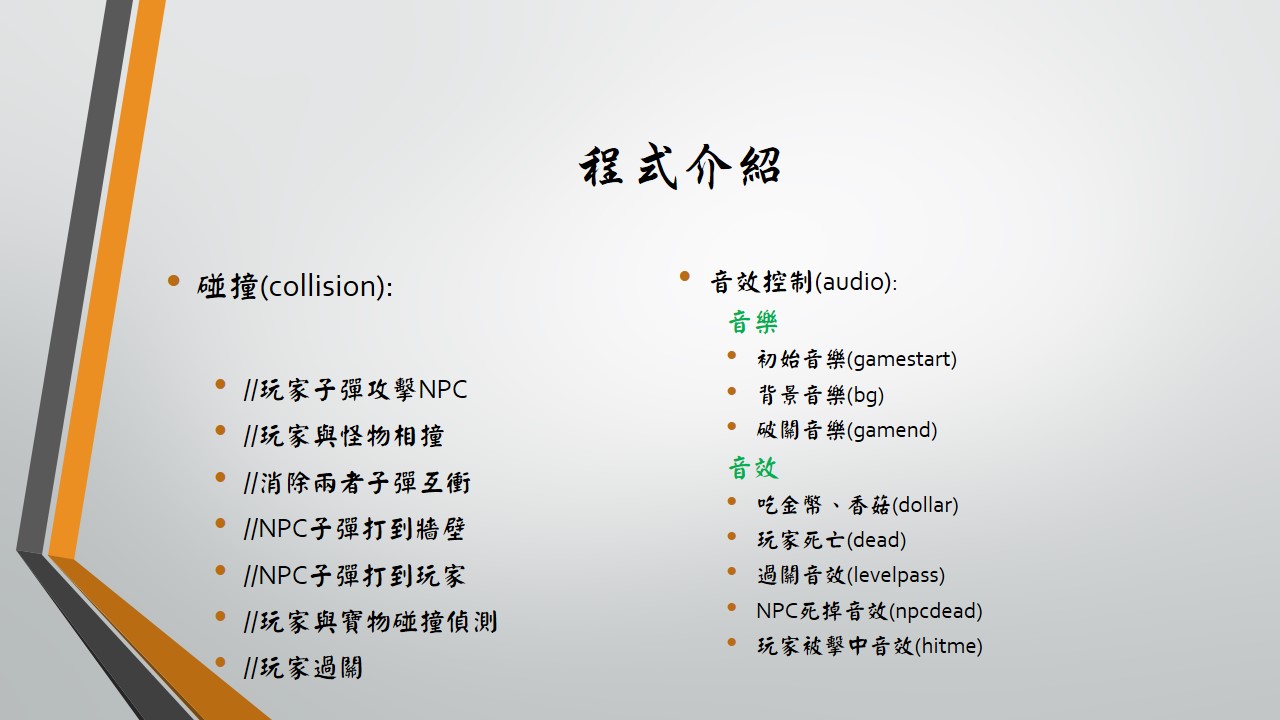 程式介紹
碰撞(collision):
//玩家子彈攻擊NPC
//玩家與怪物相撞
//消除兩者子彈互衝
//NPC子彈打到牆壁
//NPC子彈打到玩家
//玩家與寶物碰撞偵測
//玩家過關
音效控制(audio):
音樂
初始音樂(gamestart)
背景音樂(bg)
破關音樂(gamend)
音效
吃金幣、香菇(dollar)
玩家死亡(dead)
過關音效(levelpass)
NPC死掉音效(npcdead)
玩家被擊中音效(hitme)